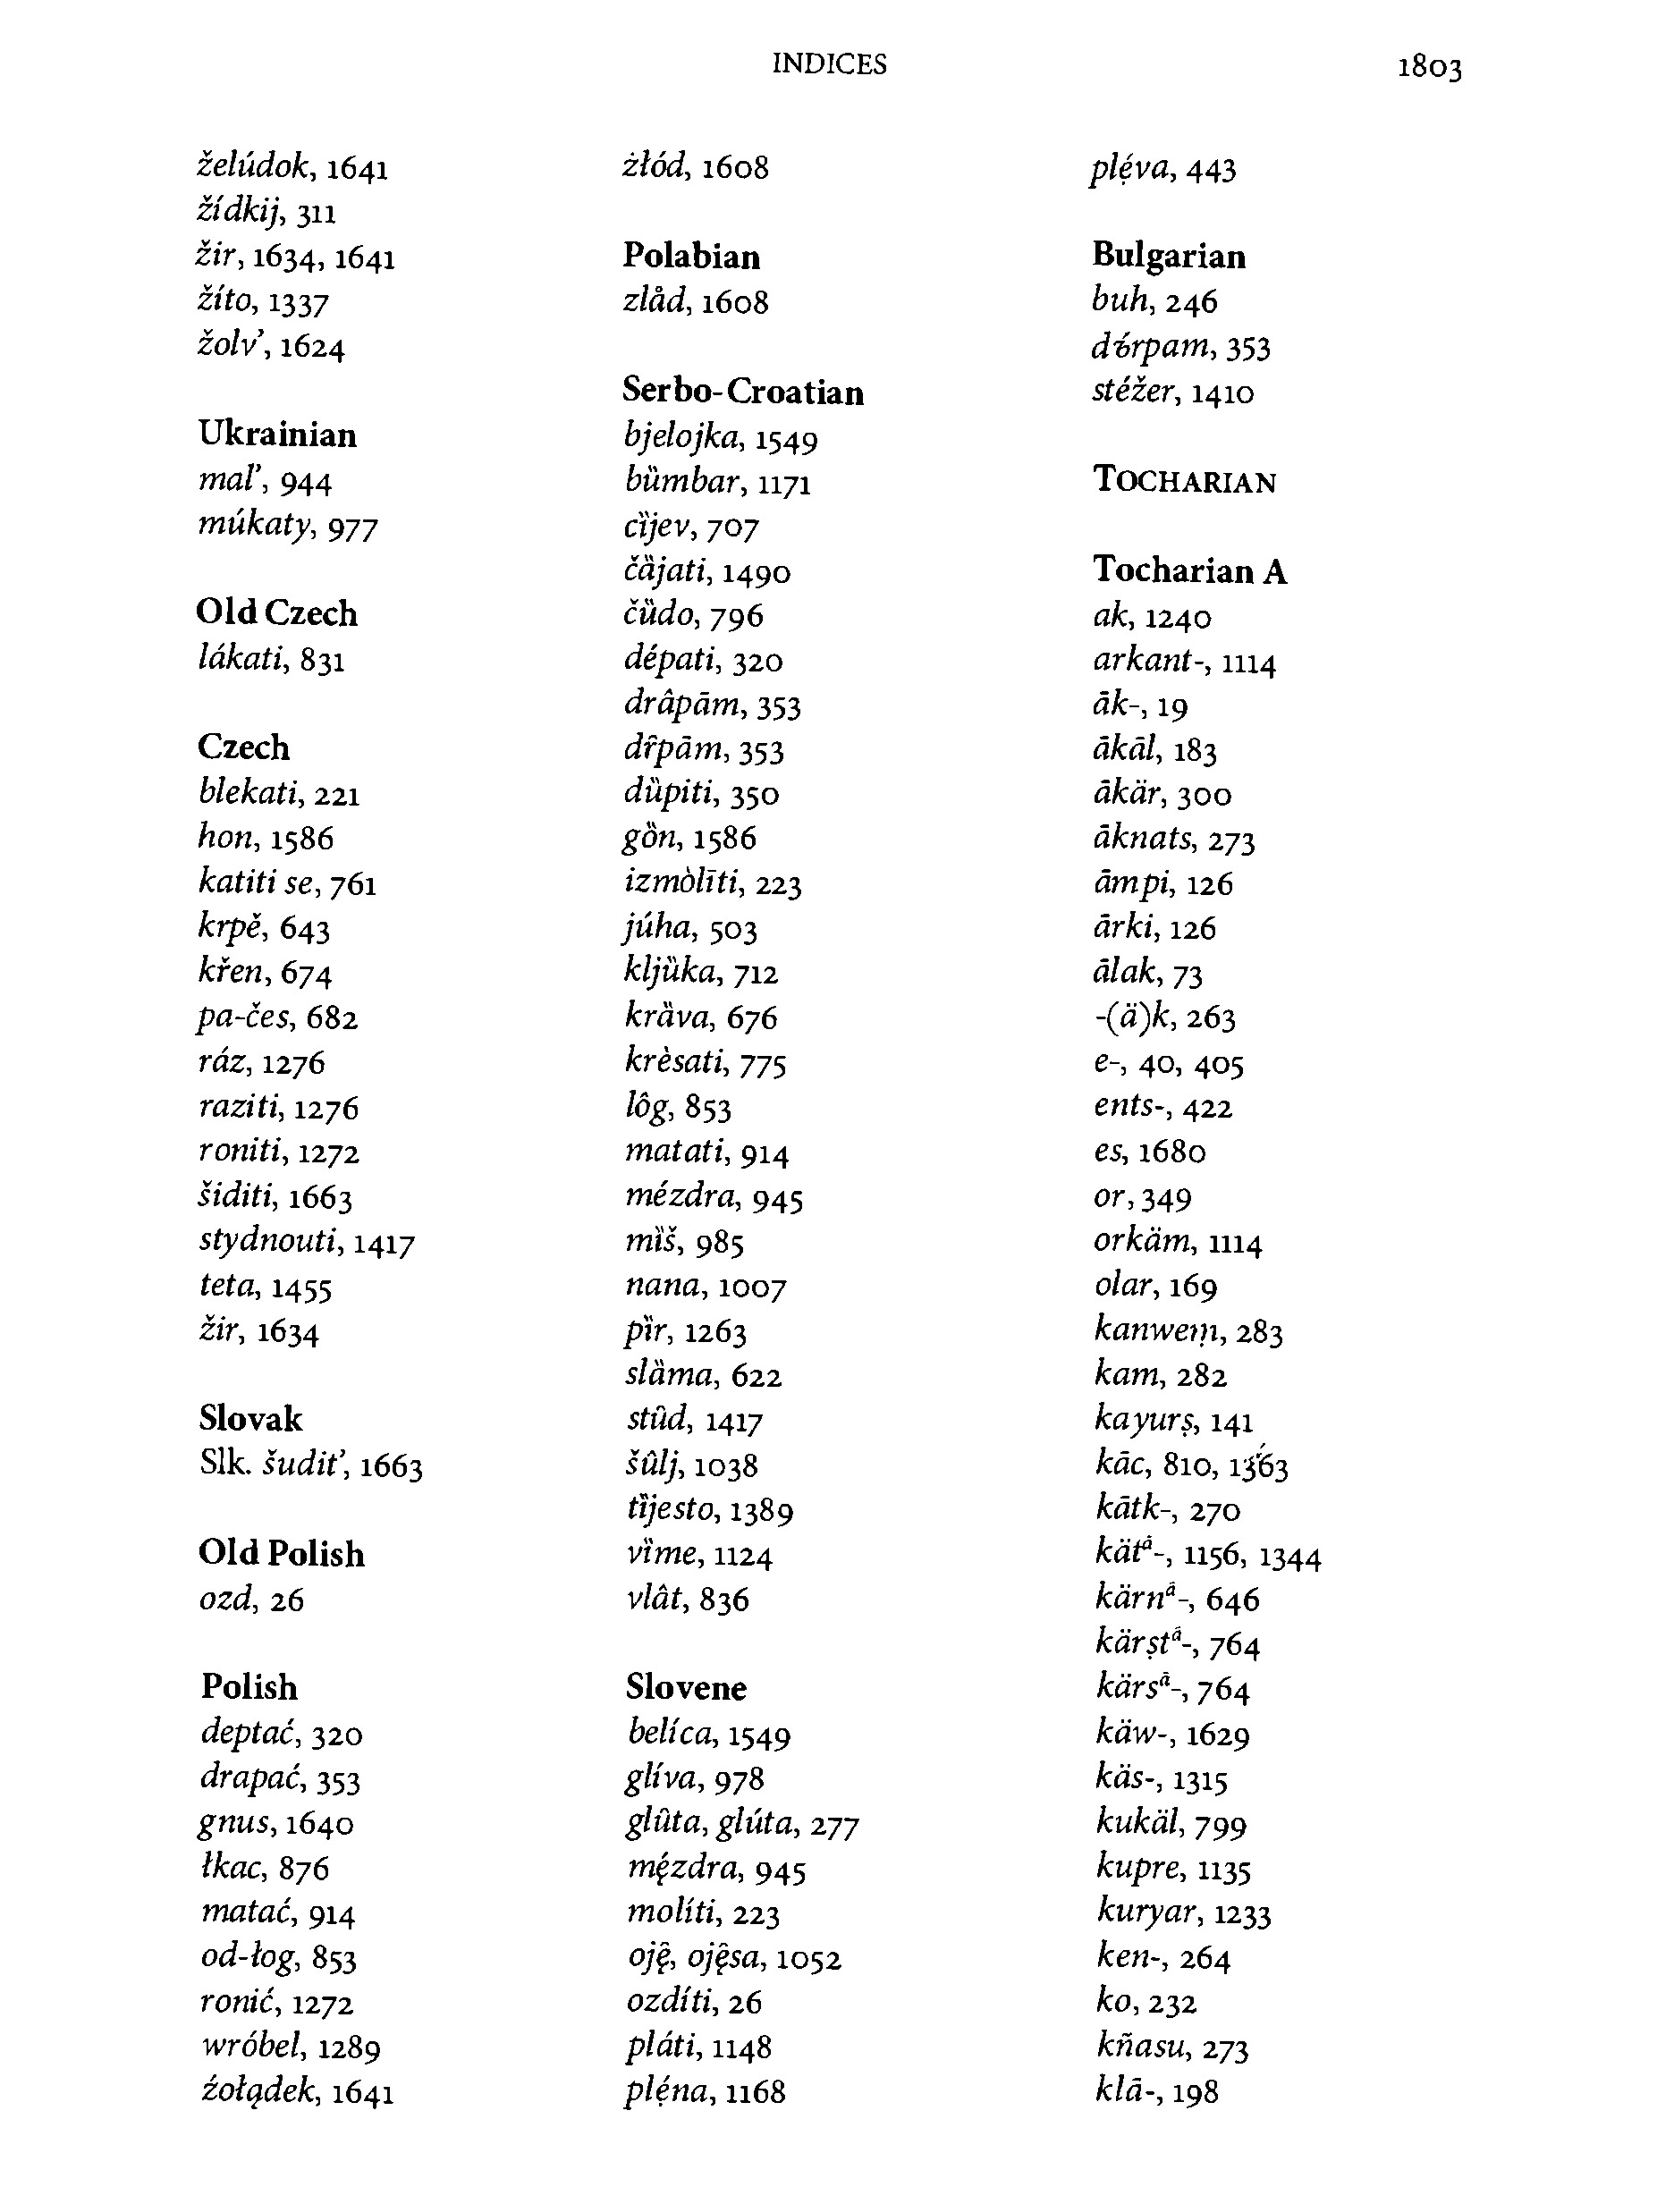 INDICES
1803
želúdok, 1641
žídkij, 311
žir, 1634, 1641
žíto, 1337
žolv’, 1624
Ukrainian
mal’, 944
múkaty, 977
Old Czech
lákati, 831
Czech
blekati, 221
hon, 1586
katiti se, 761
krpě, 643
křen, 674
pa-čes, 682
ráz, 1276
raziti, 1276
roniti, 1272
šiditi, 1663
stydnouti, 1417
teta, 1455
žir, 1634
Slovak
Slk. šudit’, 1663
Old Polish
ozd, 26
Polish
deptać, 320
drapać, 353
gnus, 1640
łkac, 876
matać, 914
od-łog, 853
ronić, 1272
wróbel, 1289
źołądek, 1641
żłód, 1608
Polabian
zlåd, 1608
Serbo-Croatian
bjelojka, 1549
bȕmbar, 1171
cȉjev, 707
čȁjati, 1490
čȕdo, 796
dépati, 320
drâpām, 353
dȓpām, 353
dȕpiti, 350
gȍn, 1586
izmòlīti, 223
júha, 503
kljȕka, 712
krȁva, 676
krèsati, 775
lôg, 853
matati, 914
mézdra, 945
mȉš, 985
nana, 1007
pȉr, 1263
slȁma, 622
stûd, 1417
šûlj, 1038
tȉjesto, 1389
vȉme, 1124
vlât, 836
Slovene
belíca, 1549
glíva, 978
glûta, glúta, 277
mẹ́zdra, 945
molíti, 223
ojệ, ojẹ̑sa, 1052
ozdíti, 26
pláti, 1148
plẹ́na, 1168
plẹ́va, 443
Bulgarian
buh, 246
dъ́rpam, 353
stéžer, 1410
TOCHARIAN
Tocharian A
ak, 1240
arkant-, 1114
āk-, 19
ākāl, 183
ākär, 300
āknats, 273
āmpi, 126
ārki, 126
ālak, 73
-(ä)k, 263
e-, 40, 405
ents-, 422
es, 1680
or, 349
orkäm, 1114
olar, 169
kanweṃ, 283
kam, 282
kayurṣ, 141
kāc, 810, 1363
kātk-, 270
kätᵃ̄-, 1156, 1344
kärnᵃ̄-, 646
kärṣtᵃ̄-, 764
kärsᵃ̄-, 764
käw-, 1629
käs-, 1315
kukäl, 799
kupre, 1135
kuryar, 1233
ken-, 264
ko, 232
kñasu, 273
klā-, 198